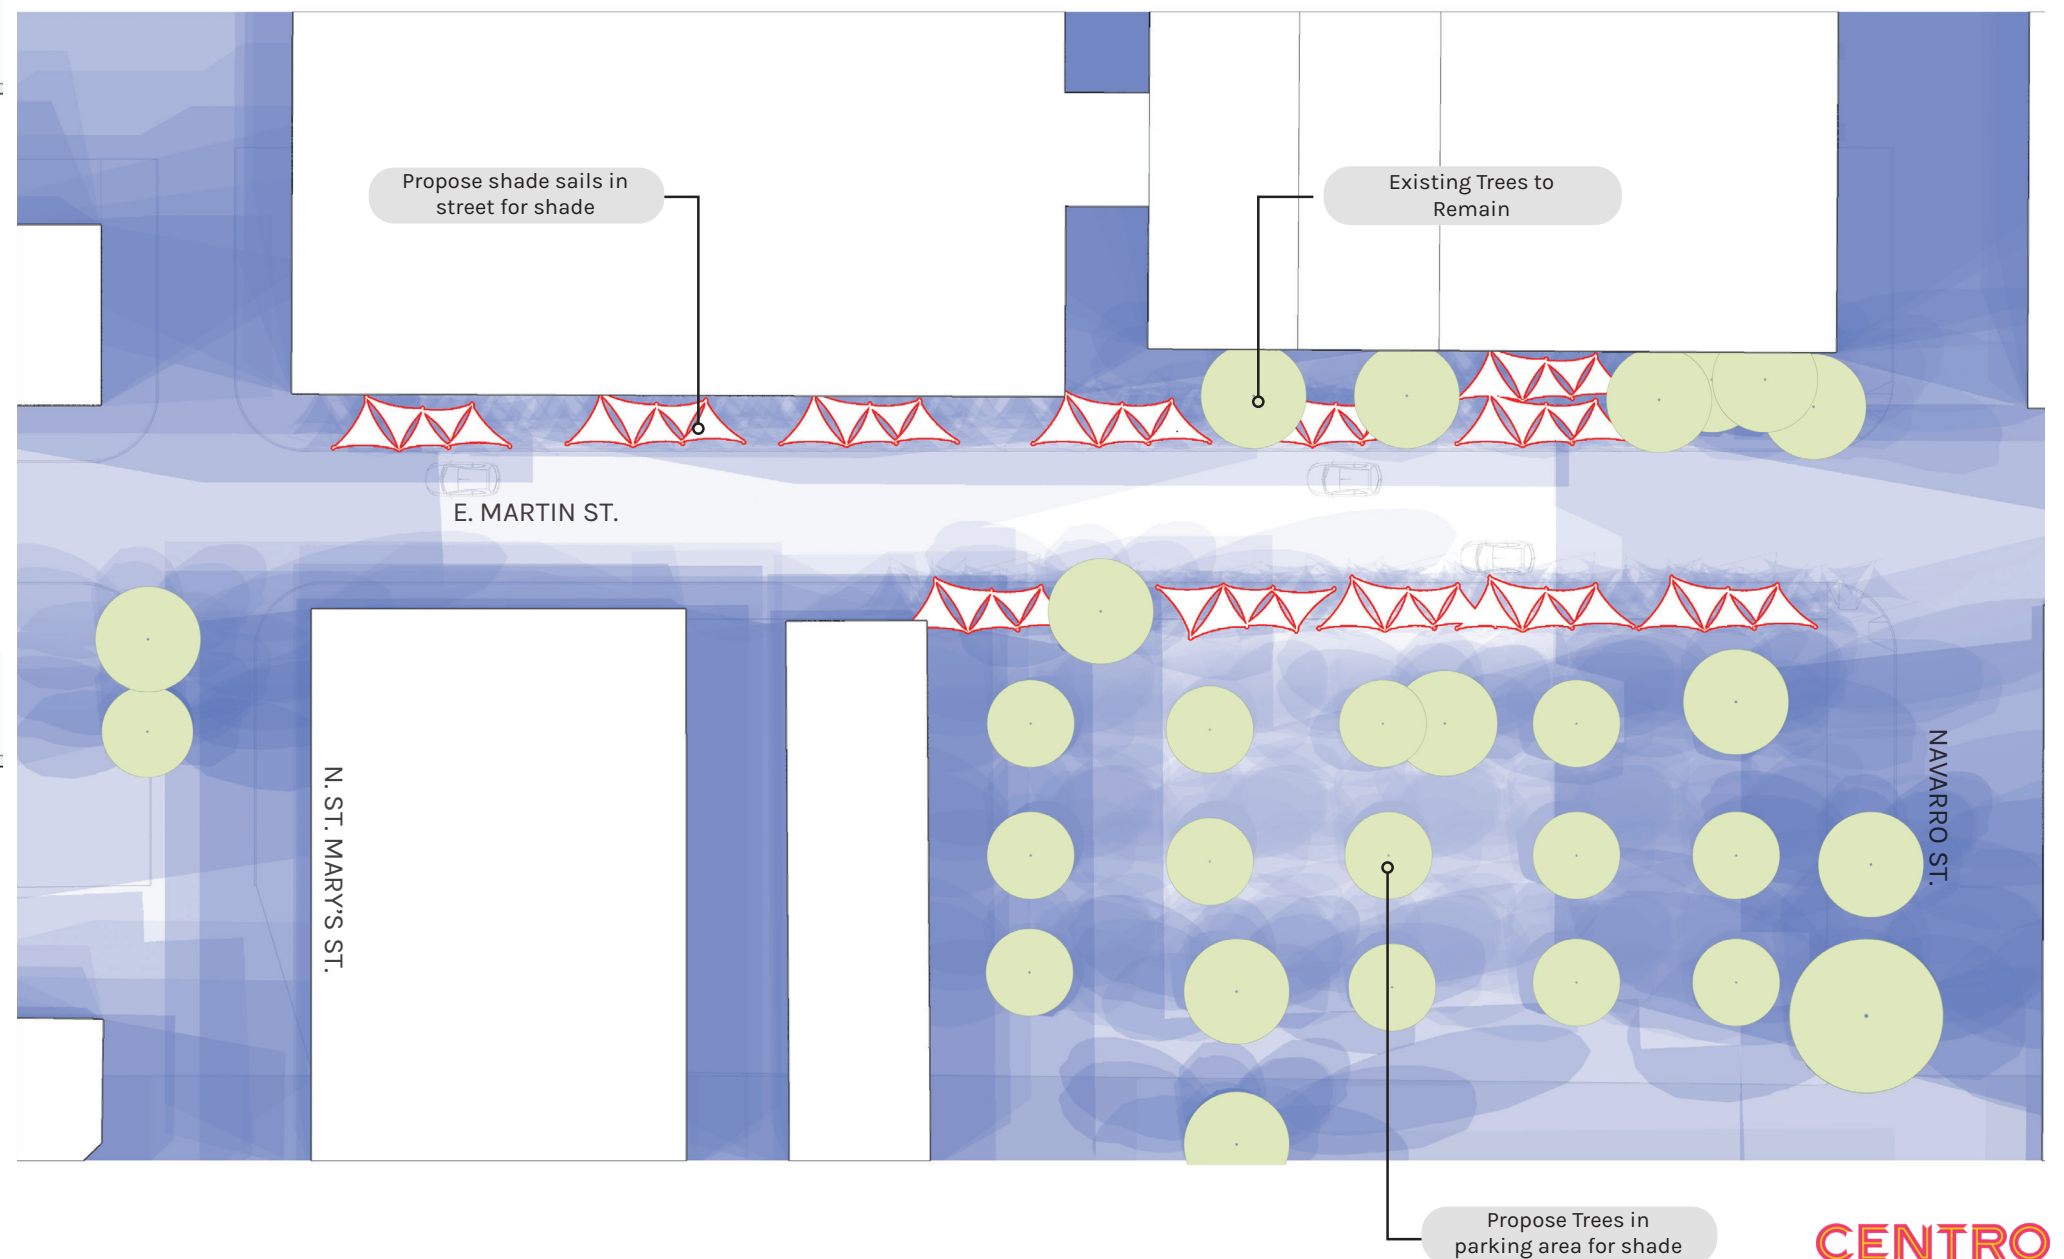 Propose shade sails in
street for shade
Existing Trees to
Remain
E. MARTIN ST.
N. ST. MARY'S ST.
NAVARRO ST.
Propose Trees in
parking area for shade
CENTRO